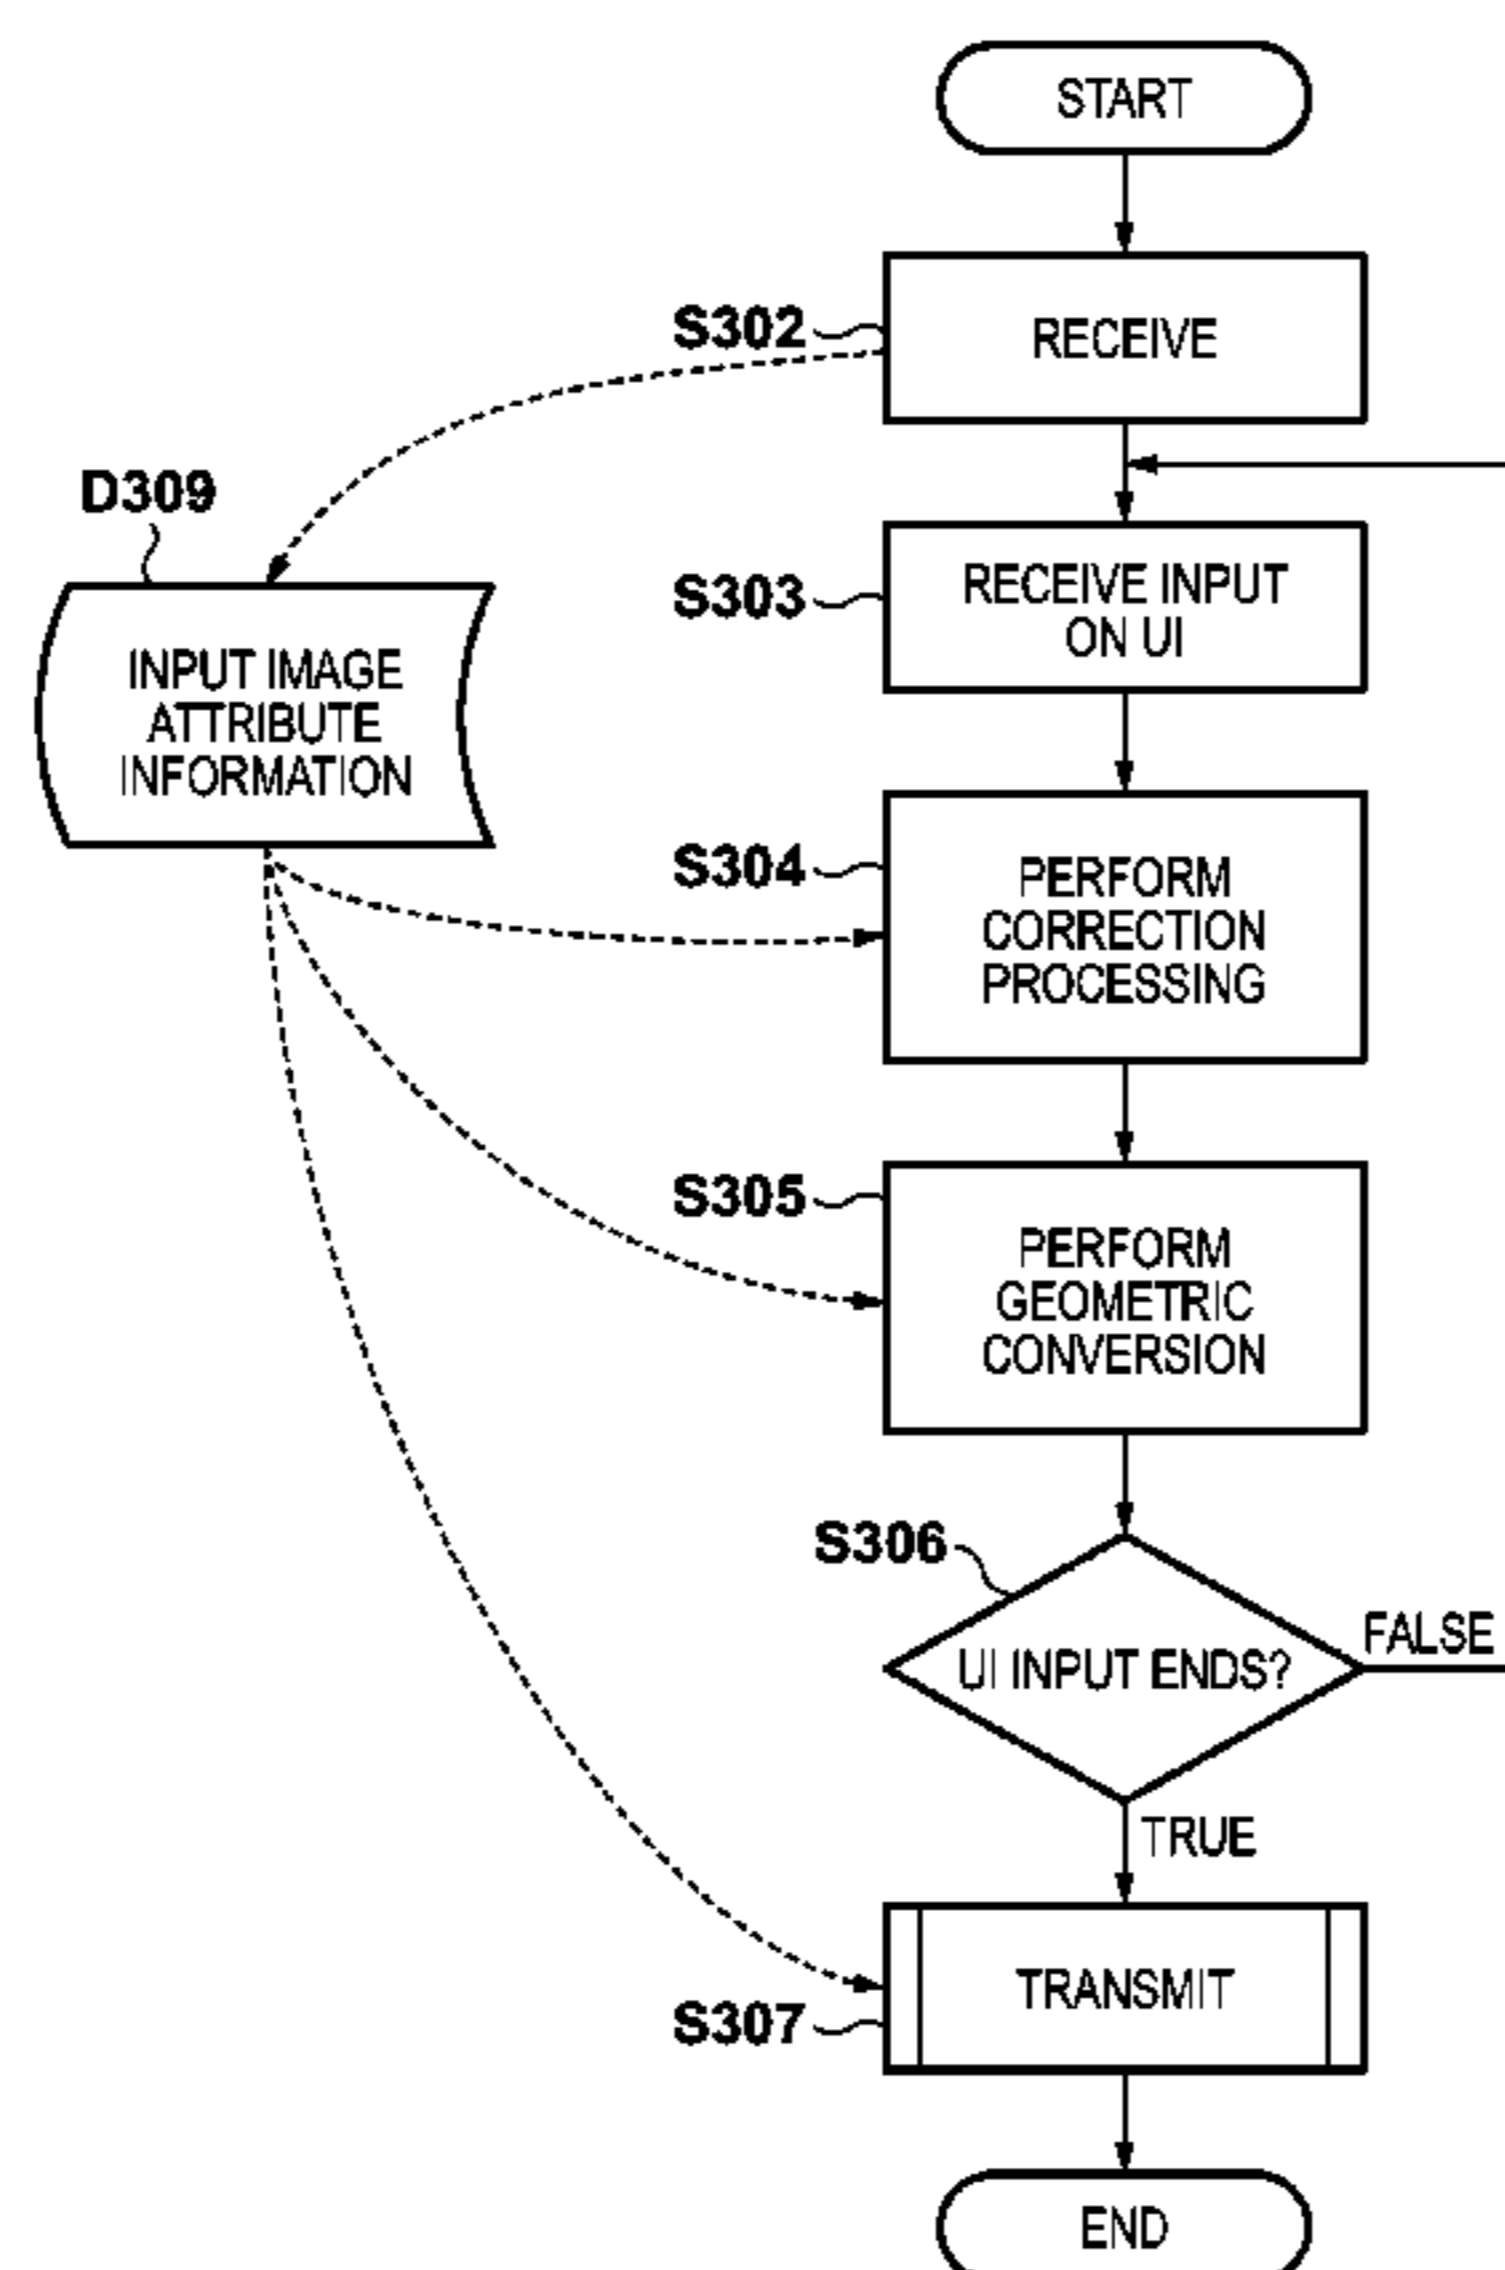 START
S302
RECEIVE
D309
INPUT IMAGE
ATTRIBUTE
INFORMATION
S303
RECEIVE INPUT
ON UI
S304
PERFORM
CORRECTION
PROCESSING
S305
PERFORM
GEOMETRIC
CONVERSION
S306
UI INPUT ENDS?
FALSE
TRUE
S307
TRANSMIT
END